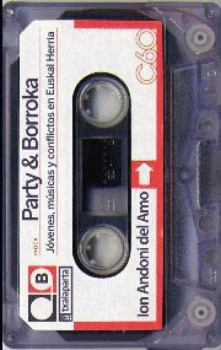 Party & Borroka
Jóvenes, músicas y conflictos en Euskal Herria
B
txalaparta
C60
Ion Andoni del Amo